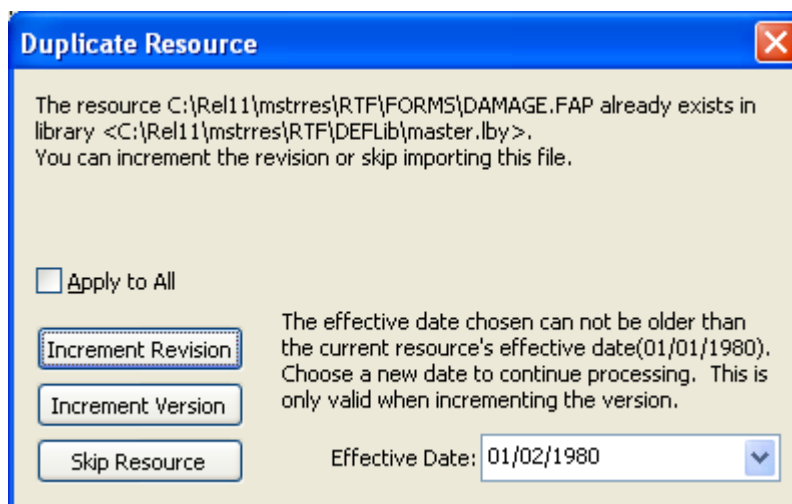 Duplicate Resource
The resource C:\Rel11\mstrres\RTF\FORMS\DAMAGE.FAP already exists in
library <C:\Rel11\mstrres\RTF\DEFLib\master.lby>.
You can increment the revision or skip importing this file.
Apply to All
Increment Revision
Increment Version
Skip Resource
The effective date chosen can not be older than
the current resource's effective date(01/01/1980).
Choose a new date to continue processing.  This is
only valid when incrementing the version.
Effective Date: 01/02/1980